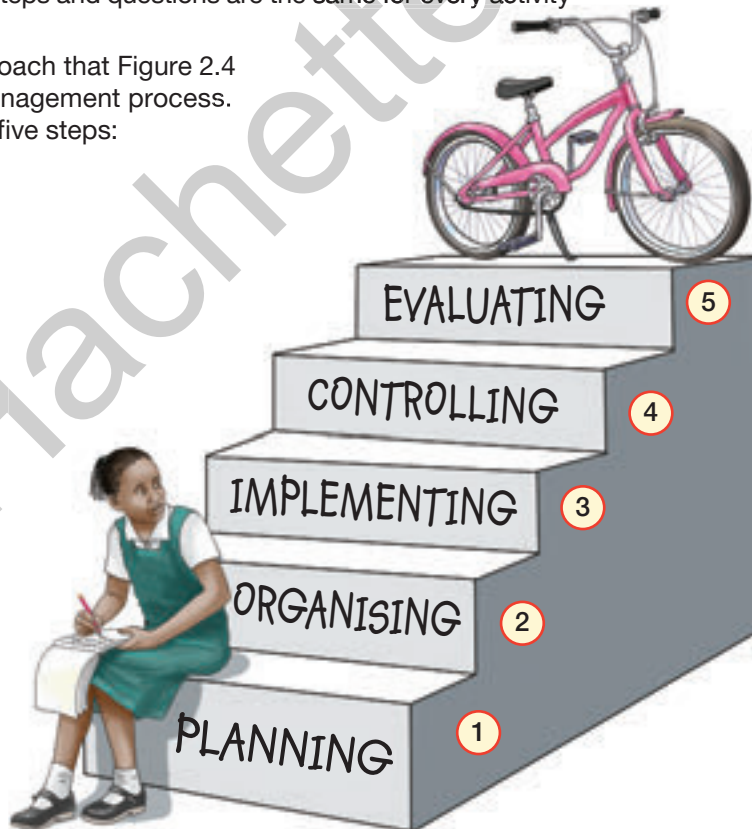 steps and questions are the same for every activity
oach that Figure 2.4
nagement process.
five steps:
EVALUATING
5
CONTROLLING
4
IMPLEMENTING
3
ORGANISING
2
PLANNING
1